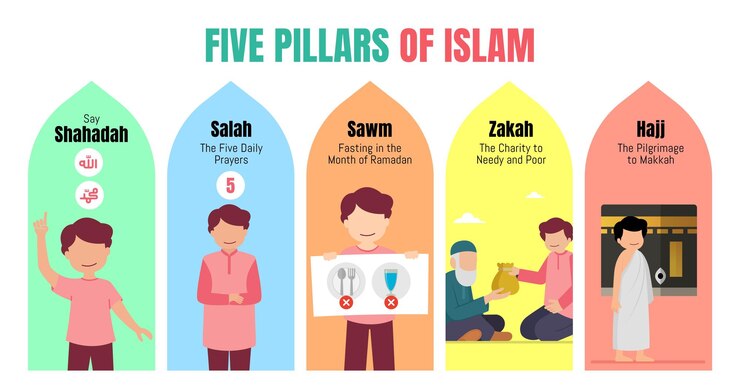 FIVE PILLARS OF ISLAM
Say
Shahadah
الله
محمد
Salah
The Five Daily
Prayers
5
Sawm
Fasting in the
Month of Ramadan
Zakah
The Charity to
Needy and Poor
Hajj
The Pilgrimage
to Makkah